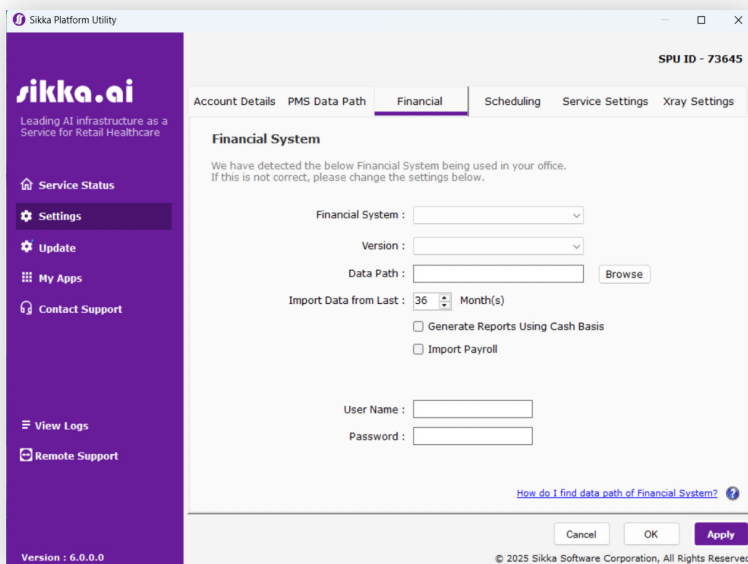 Sikka Platform Utility
SPU ID - 73645
sikka.ai
Leading AI infrastructure as a
Service for Retail Healthcare
Service Status
Settings
Update
My Apps
Contact Support
View Logs
Remote Support
Version : 6.0.0.0
Account Details PMS Data Path Financial Scheduling Service Settings Xray Settings
Financial System
We have detected the below Financial System being used in your office.
If this is not correct, please change the settings below.
Financial System :
Version :
Data Path : Browse
Import Data from Last : 36 Month(s)
Generate Reports Using Cash Basis
Import Payroll
User Name :
Password :
How do I find data path of Financial System? ?
Cancel OK Apply
© 2025 Sikka Software Corporation, All Rights Reserved